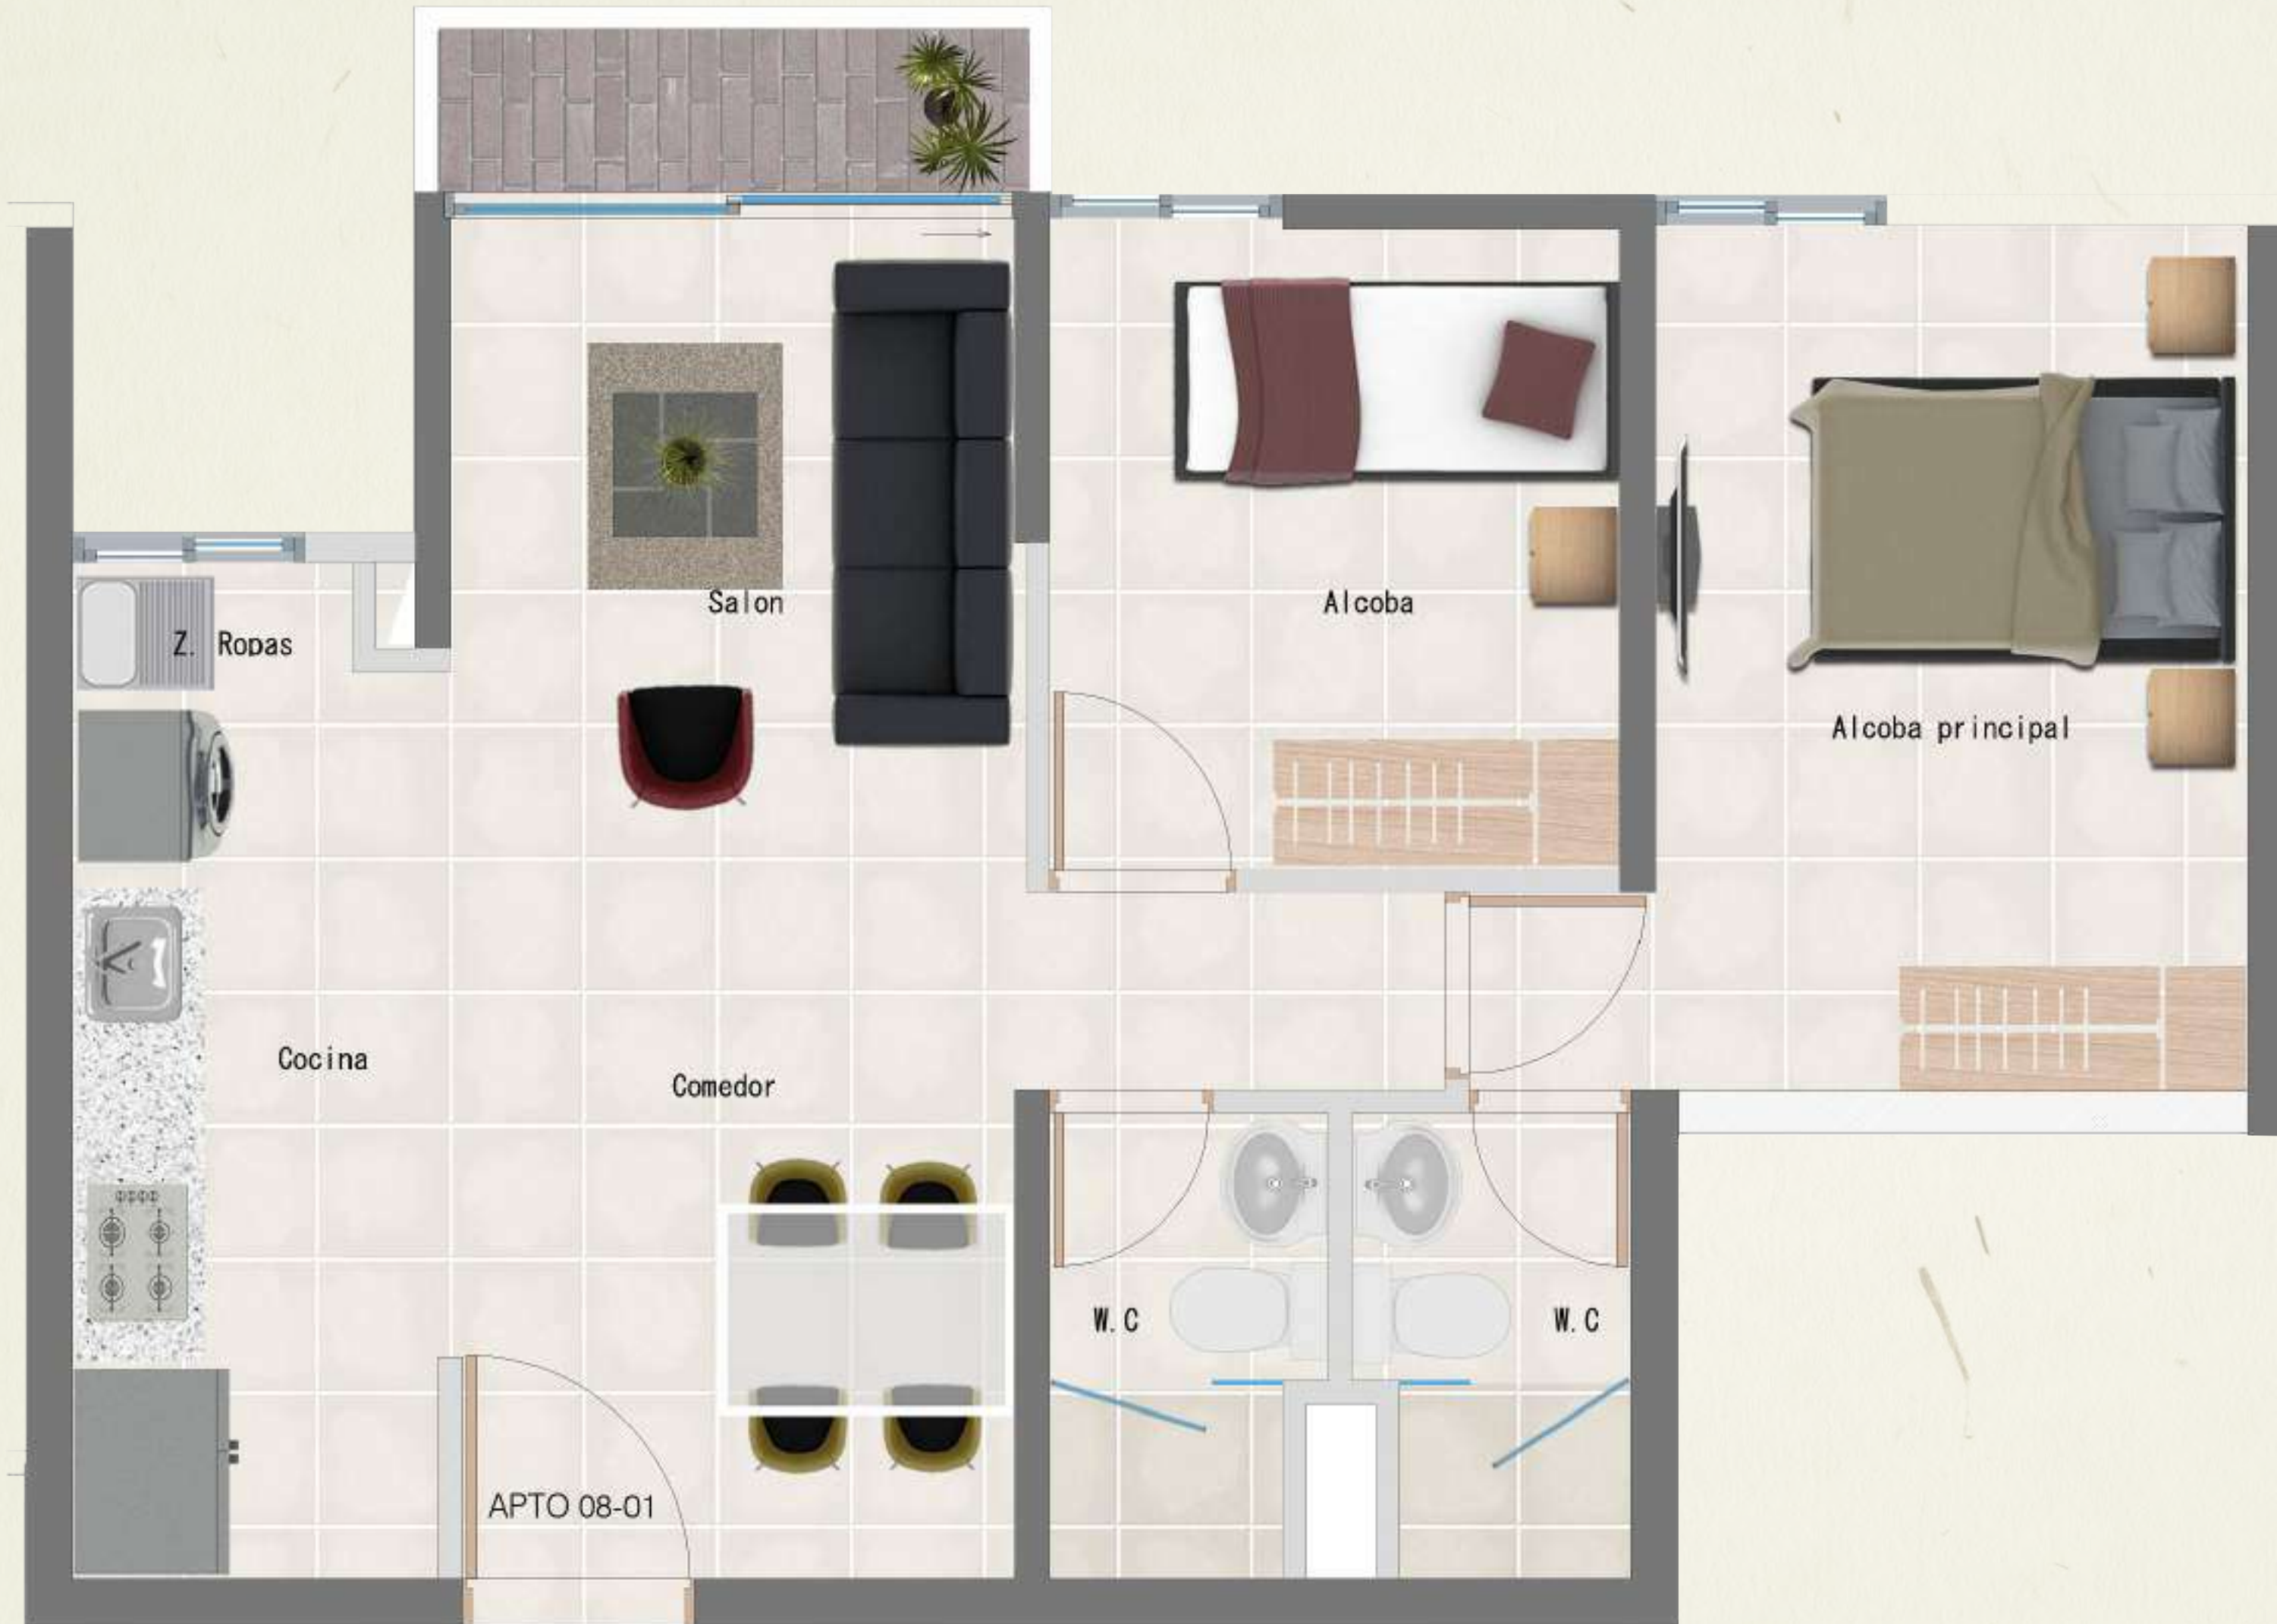 Salon
Alcoba
Z. Ropas
Alcoba principal
Cocina
Comedor
W.C
W.C
APTO 08-01